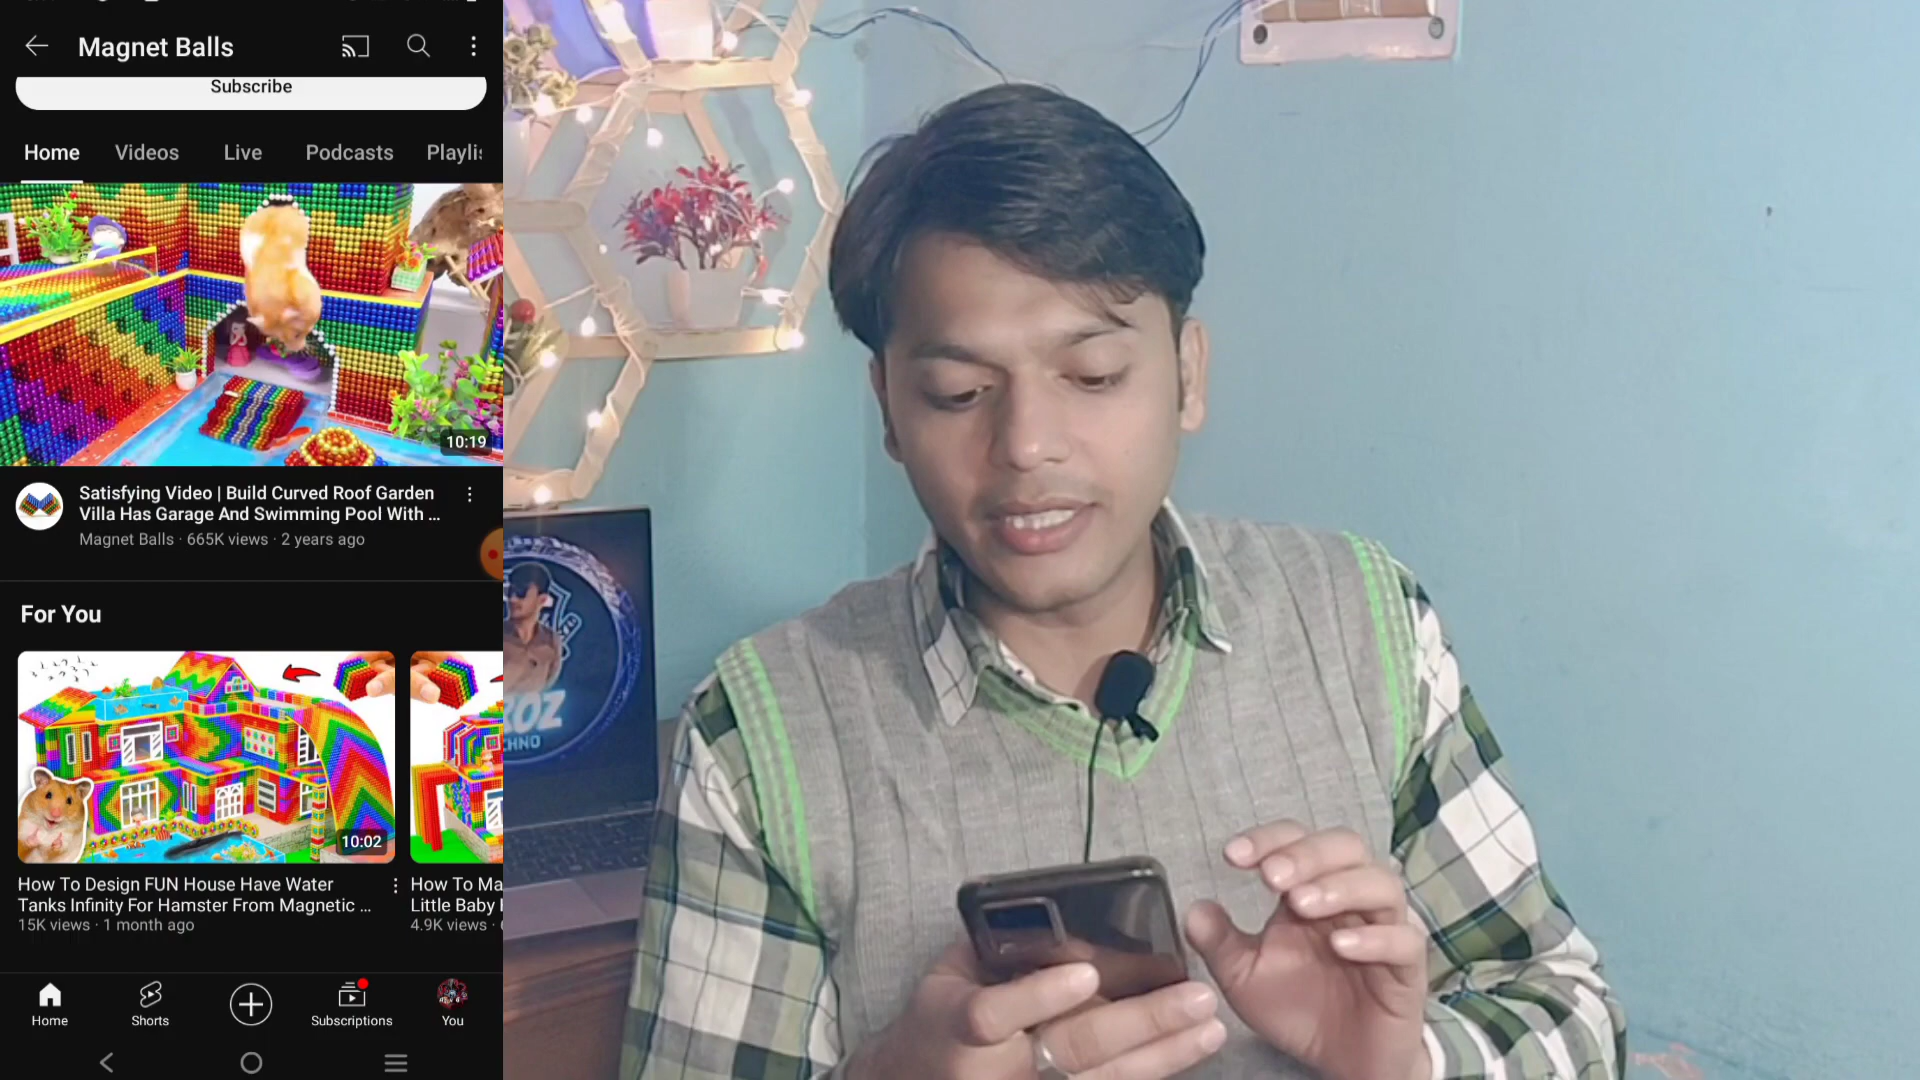 Magnet Balls
Subscribe
Home Videos Live Podcasts
10:19
Satisfying Video | Build Curved Roof Garden
Villa Has Garage And Swimming Pool With ...
Magnet Balls · 665K views · 2 years ago
For You
10:02
How To Design FUN House Have Water
Tanks Infinity For Hamster From Magnetic ...
15K views · 1 month ago
How To
Little Baby
4.9K views ·
Home Shorts Subscriptions You